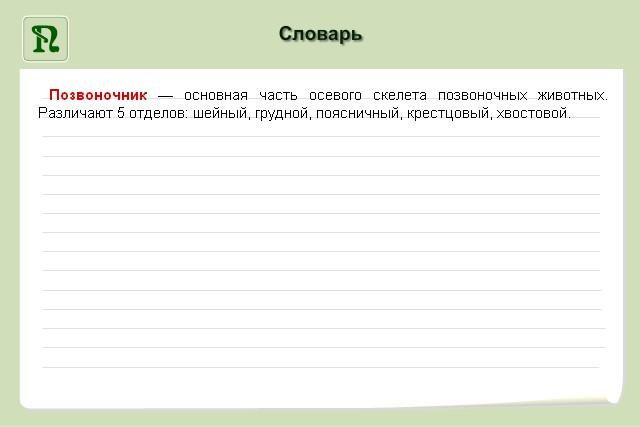 Словарь
Позвоночник — основная часть осевого скелета позвоночных животных.
Различают 5 отделов: шейный, грудной, поясничный, крестцовый, хвостовой.